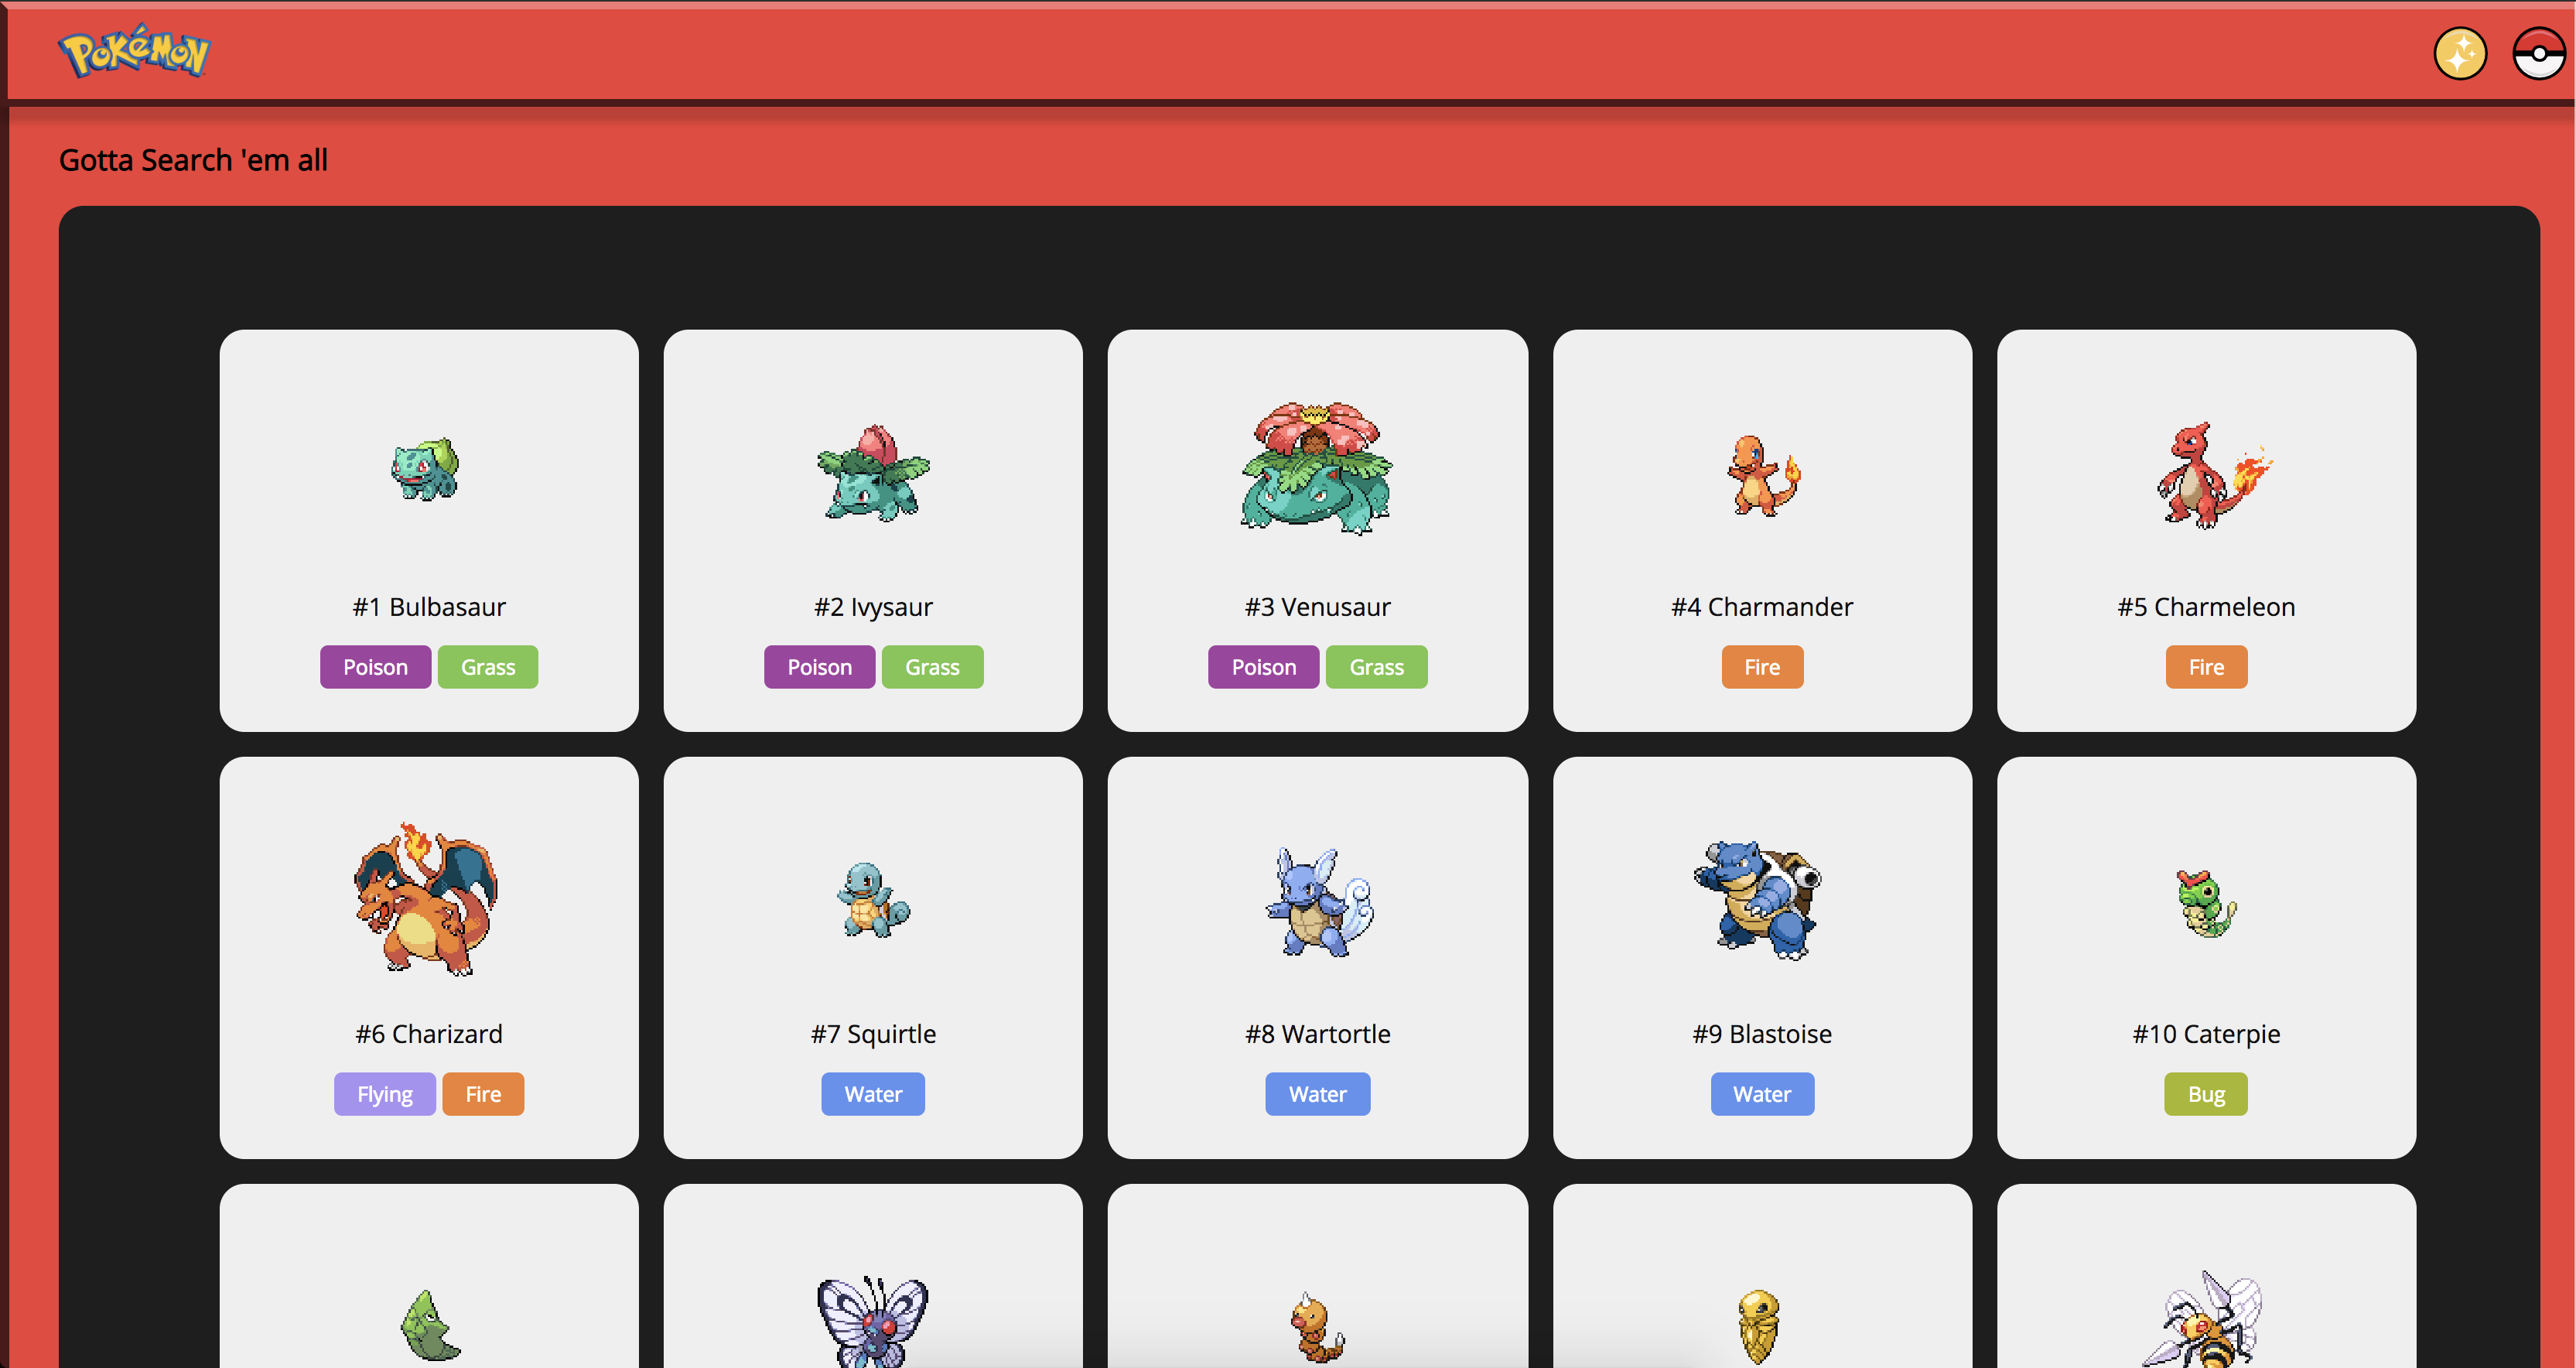 Pokémon
Gotta Search 'em all
#1 Bulbasaur
Poison Grass
#2 Ivysaur
Poison Grass
#3 Venusaur
Poison Grass
#4 Charmander
Fire
#5 Charmeleon
Fire
#6 Charizard
Flying Fire
#7 Squirtle
Water
#8 Wartortle
Water
#9 Blastoise
Water
#10 Caterpie
Bug